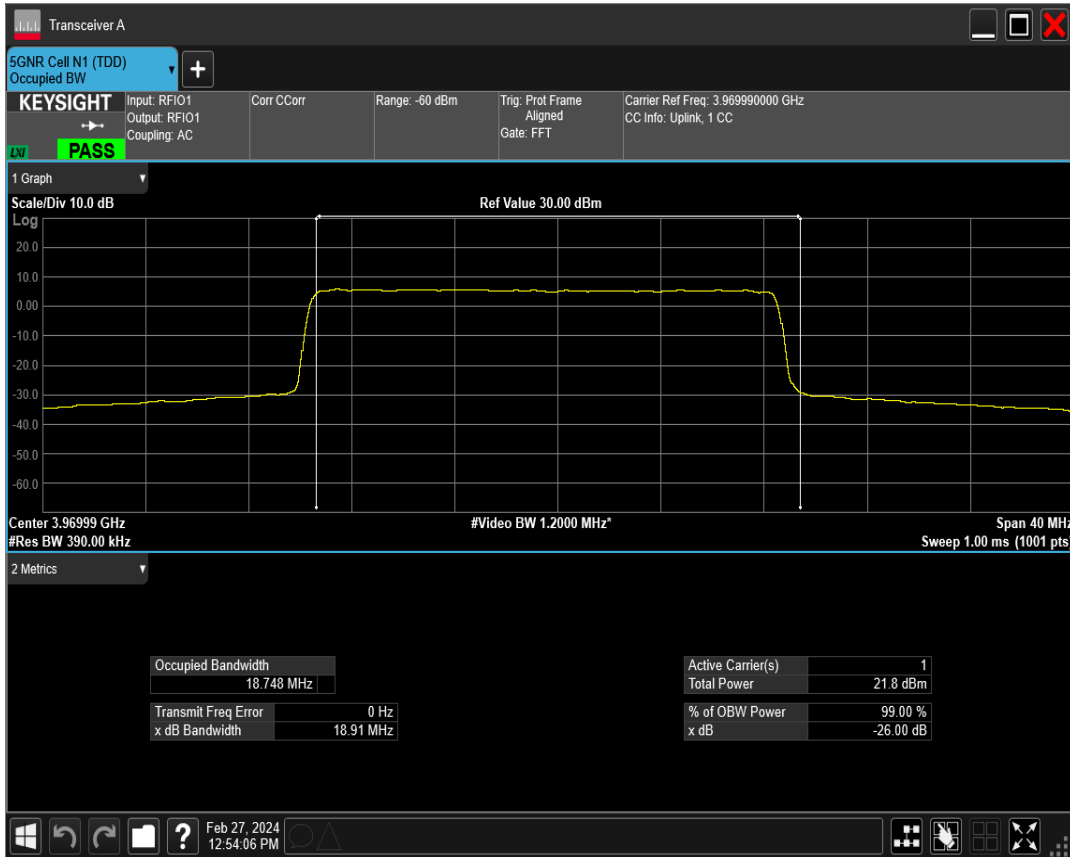 Transceiver A
5GNR Cell N1 (TDD)
Occupied BW
+
KEYSIGHT
LXI
PASS
Input: RFIO1
Output: RFIO1
Coupling: AC
Corr CCorr
Range: -60 dBm
Trig: Prot Frame
Aligned
Gate: FFT
Carrier Ref Freq: 3.969990000 GHz
CC Info: Uplink, 1 CC
1 Graph
Scale/Div 10.0 dB
Ref Value 30.00 dBm
Log
20.0
10.0
0.00
-10.0
-20.0
-30.0
-40.0
-50.0
-60.0
Center 3.96999 GHz
#Video BW 1.2000 MHz*
Span 40 MHz
#Res BW 390.00 kHz
Sweep 1.00 ms (1001 pts)
2 Metrics
Occupied Bandwidth
18.748 MHz
Transmit Freq Error 0 Hz
x dB Bandwidth 18.91 MHz
Active Carrier(s) 1
Total Power 21.8 dBm
% of OBW Power 99.00 %
x dB -26.00 dB
?
Feb 27, 2024
12:54:06 PM